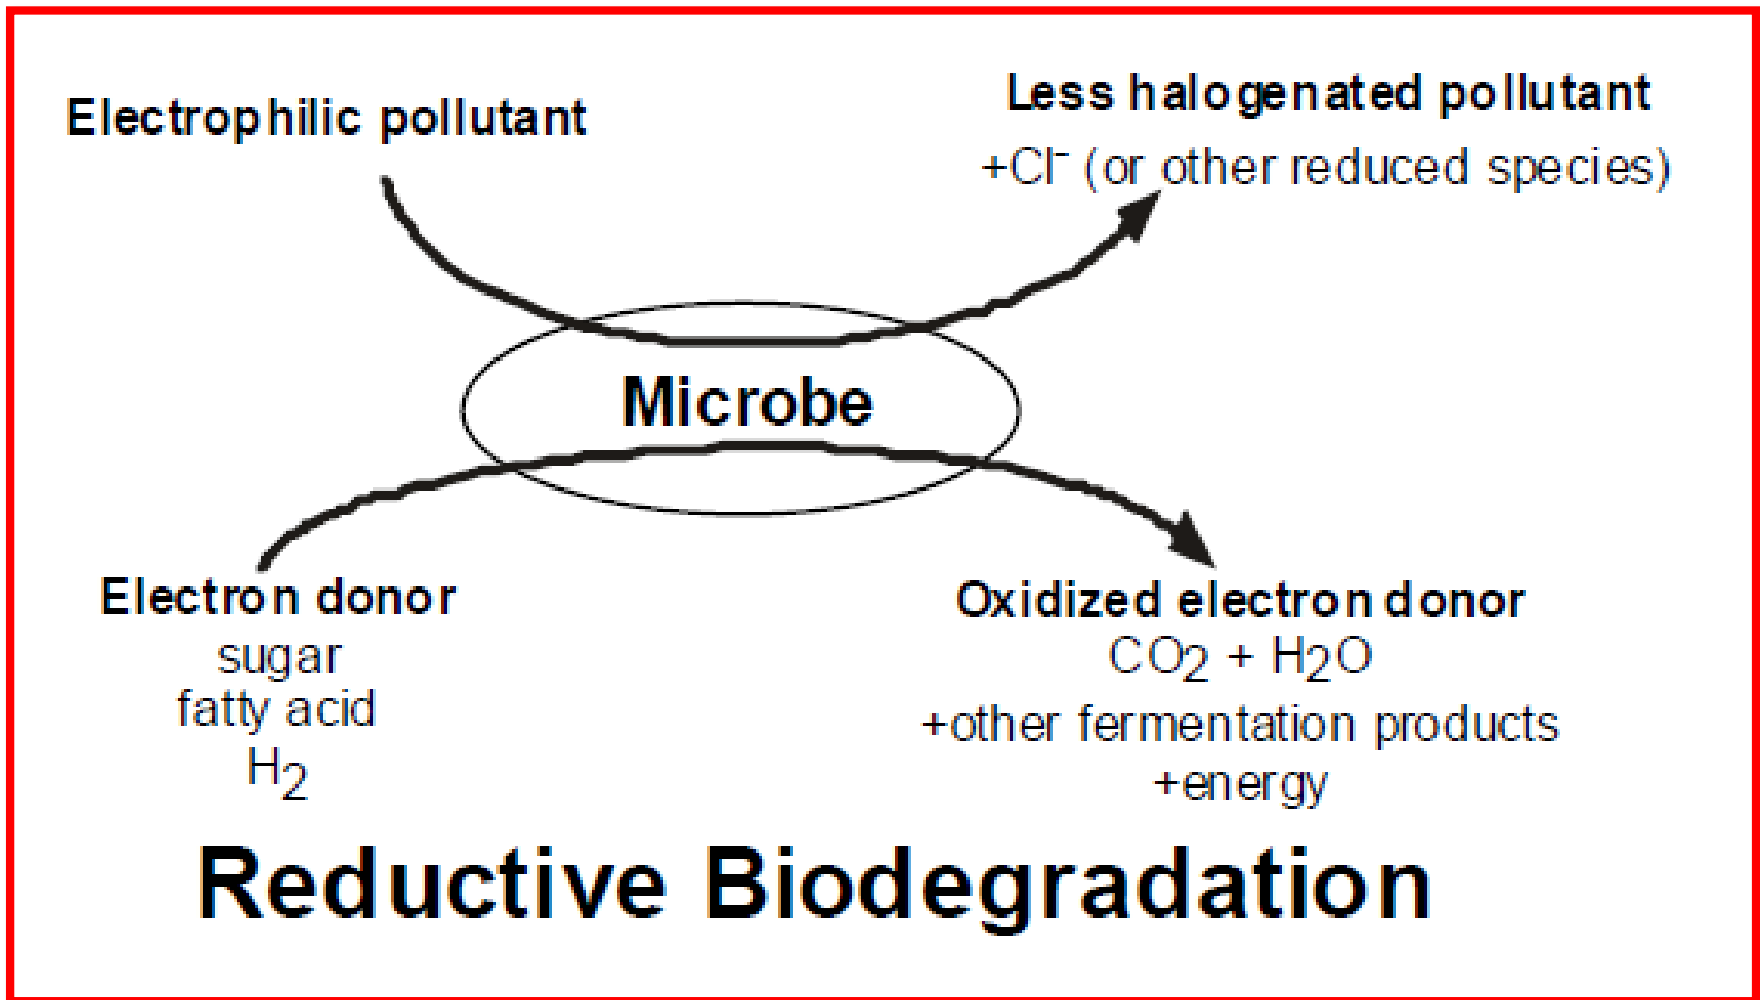 Electrophilic pollutant
Less halogenated pollutant
+Cl⁻ (or other reduced species)
Microbe
Electron donor
sugar
fatty acid
H₂
Oxidized electron donor
CO₂ + H₂O
+other fermentation products
+energy
Reductive Biodegradation